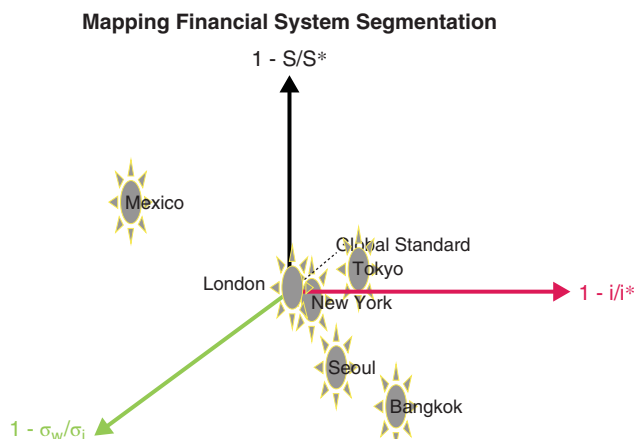 Mapping Financial System Segmentation
1 - S/S*
Mexico
Global Standard
Tokyo
London
New York
1 - i/i*
Seoul
Bangkok
1 - σw/σi